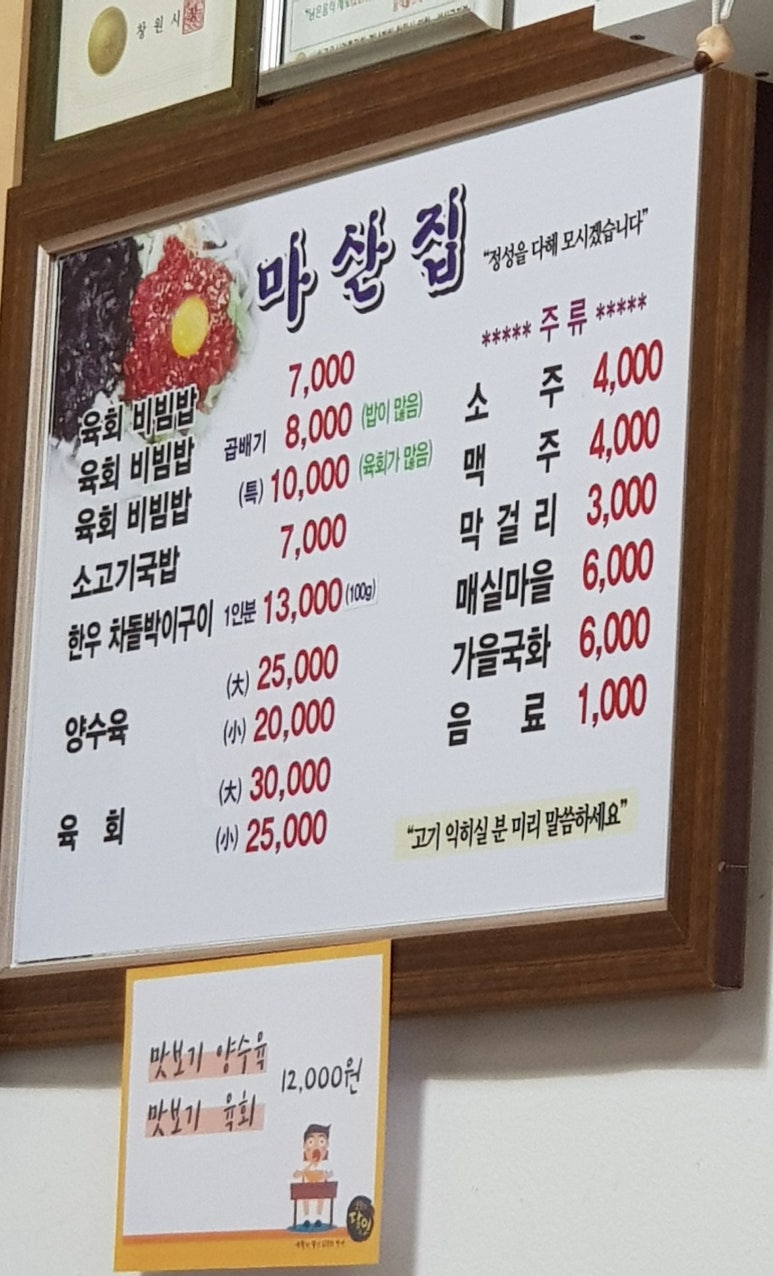 창원시
마산집
"정성을 다해 모시겠습니다"
육회 비빔밥 7,000
육회 비빔밥 곱배기 8,000 (밥이 많음)
육회 비빔밥 (특) 10,000 (육회가 많음)
소고기국밥 7,000
한우 차돌박이구이 1인분 13,000 (100g)
양수육 (大) 25,000
(小) 20,000
육회 (大) 30,000
(小) 25,000
***** 주류 *****
소주 4,000
맥주 4,000
막걸리 3,000
매실마을 6,000
가을국화 6,000
음료 1,000
"고기 익히실 분 미리 말씀하세요"
맛보기 양수육
맛보기 육회
12,000원
달인